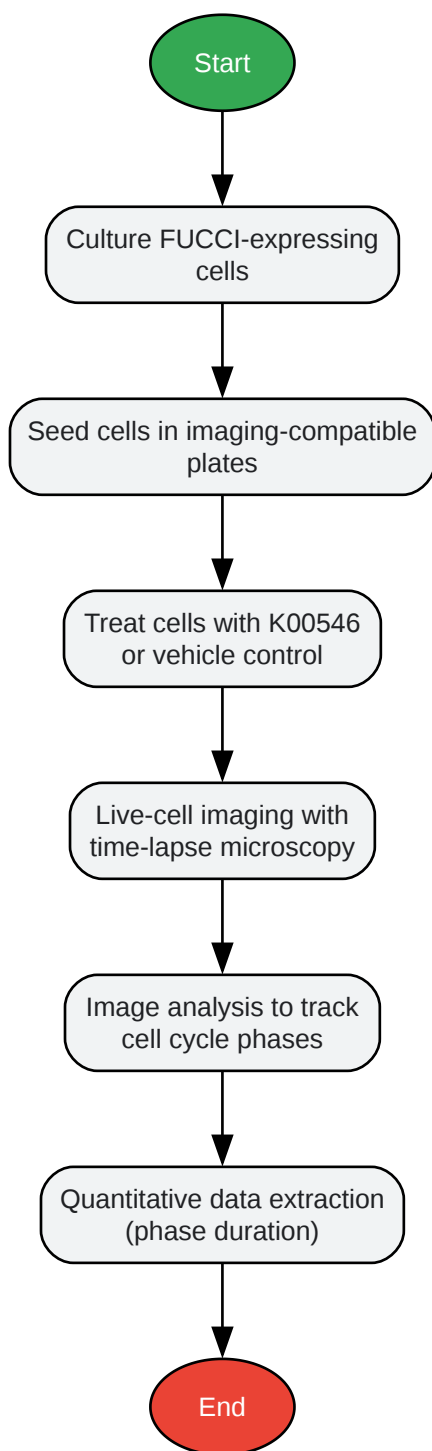 Start
Culture FUCCI-expressing
cells
Seed cells in imaging-compatible
plates
Treat cells with K00546
or vehicle control
Live-cell imaging with
time-lapse microscopy
Image analysis to track
cell cycle phases
Quantitative data extraction
(phase duration)
End